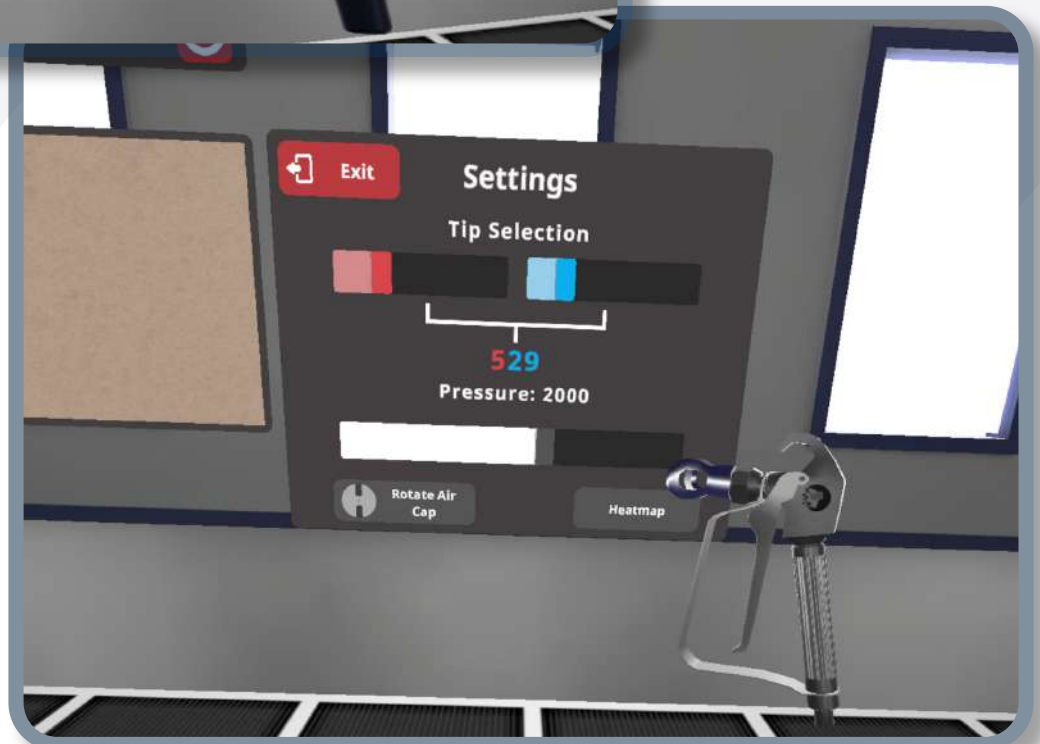 Exit
Settings
Tip Selection
529
Pressure: 2000
Rotate Air
Cap
Heatmap